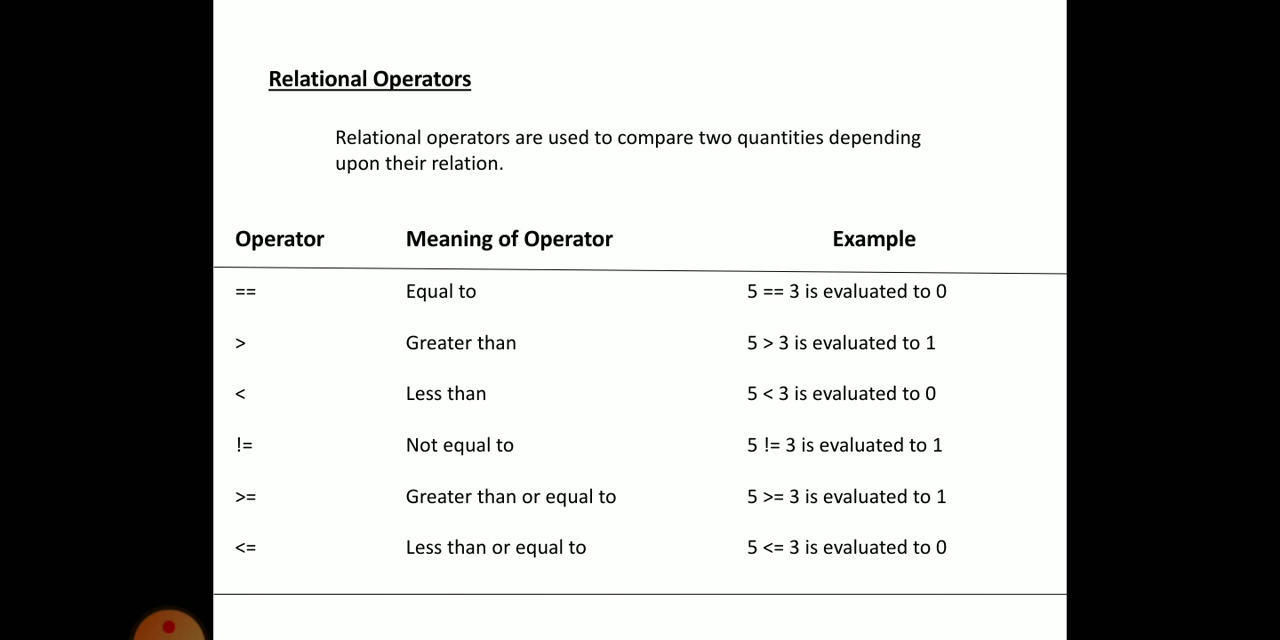 Relational Operators
Relational operators are used to compare two quantities depending
upon their relation.
Operator Meaning of Operator Example
== Equal to 5 == 3 is evaluated to 0
> Greater than 5 > 3 is evaluated to 1
< Less than 5 < 3 is evaluated to 0
!= Not equal to 5 != 3 is evaluated to 1
>= Greater than or equal to 5 >= 3 is evaluated to 1
<= Less than or equal to 5 <= 3 is evaluated to 0